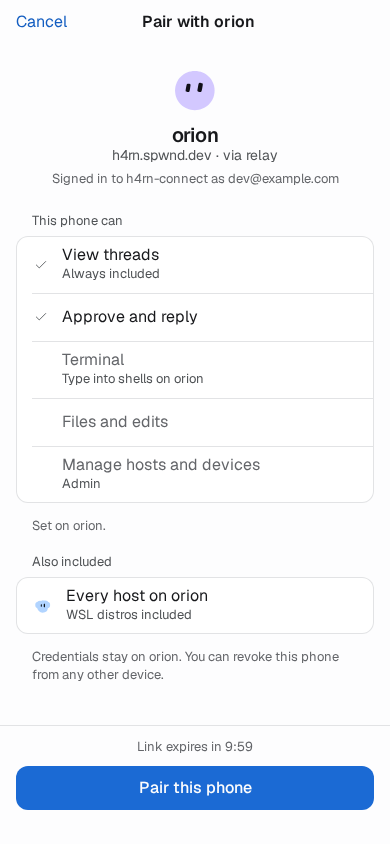 Cancel
Pair with orion
orion
h4m.spwnd.dev · via relay
Signed in to h4rn-connect as dev@example.com
This phone can
View threads
Always included
Approve and reply
Terminal
Type into shells on orion
Files and edits
Manage hosts and devices
Admin
Set on orion.
Also included
Every host on orion
WSL distros included
Credentials stay on orion. You can revoke this phone
from any other device.
Link expires in 9:59
Pair this phone